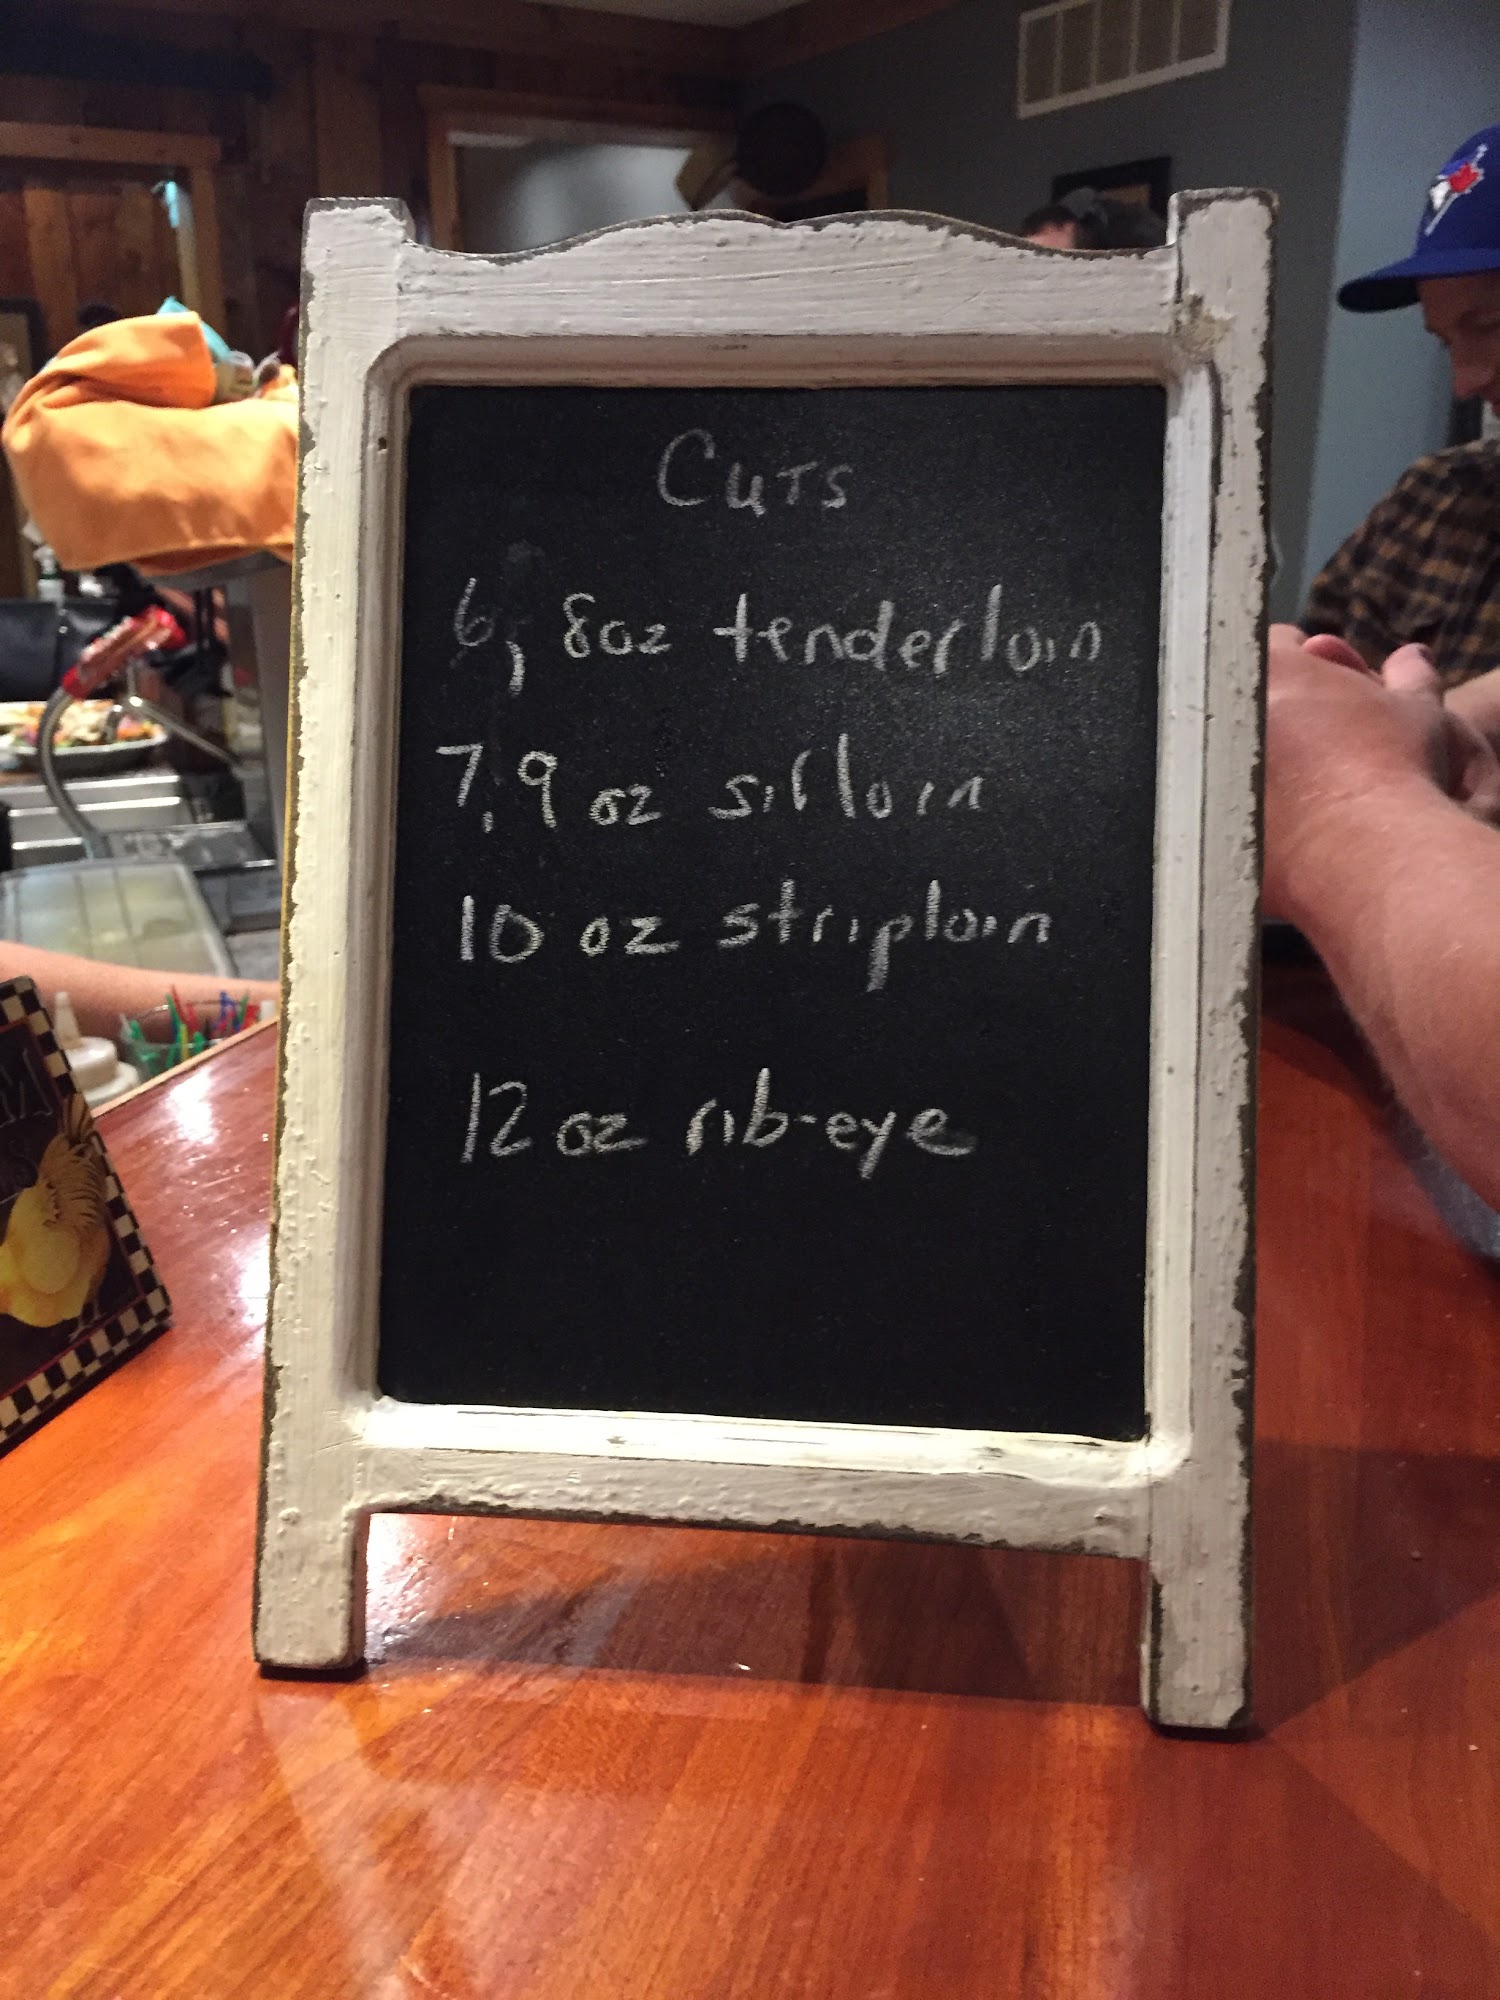 Cuts
6, 8oz tenderloin
7, 9 oz sirloin
10 oz striploin
12 oz rib-eye